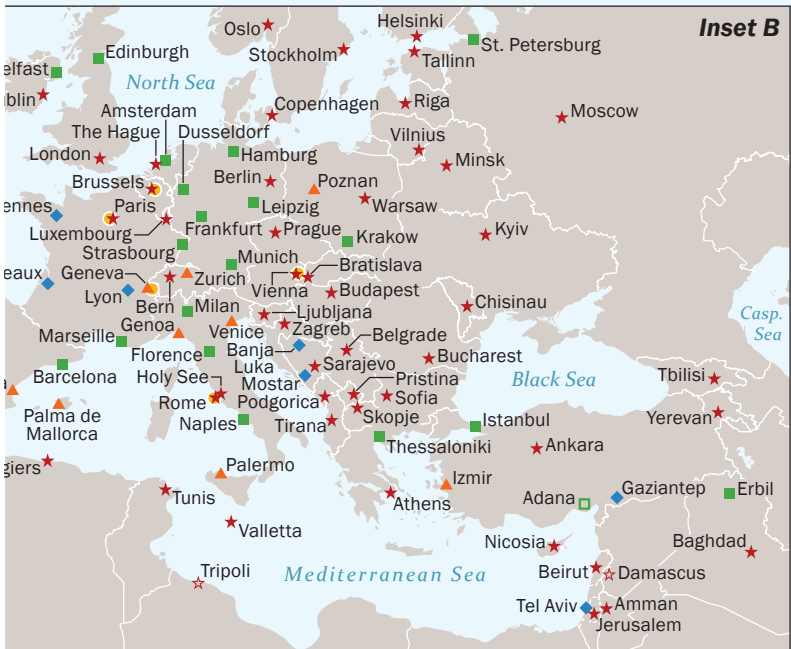 Inset B
Oslo
Helsinki
Stockholm
St. Petersburg
Tallinn
Edinburgh
elfast
North Sea
blin
Amsterdam
Copenhagen
Riga
Moscow
The Hague
Dusseldorf
Vilnius
London
Hamburg
Minsk
Brussels
Berlin
Poznan
ennes
Paris
Leipzig
Warsaw
Luxembourg
Frankfurt
Prague
Krakow
Kyiv
Strasbourg
Munich
Bratislava
eaux
Geneva
Zurich
Vienna
Budapest
Lyon
Bern
Milan
Ljubljana
Chisinau
Genoa
Venice
Zagreb
Casp.
Sea
Marseille
Florence
Banja
Luka
Belgrade
Bucharest
Barcelona
Holy See
Sarajevo
Black Sea
Tbilisi
Mostar
Pristina
a
Palma de
Mallorca
Rome
Podgorica
Sofia
Naples
Tirana
Skopje
Istanbul
Yerevan
Thessaloniki
Ankara
giers
Palermo
Izmir
Tunis
Athens
Adana
Gaziantep
Erbil
Valletta
Nicosia
Baghdad
Tripoli
Mediterranean Sea
Beirut
Damascus
Tel Aviv
Amman
Jerusalem